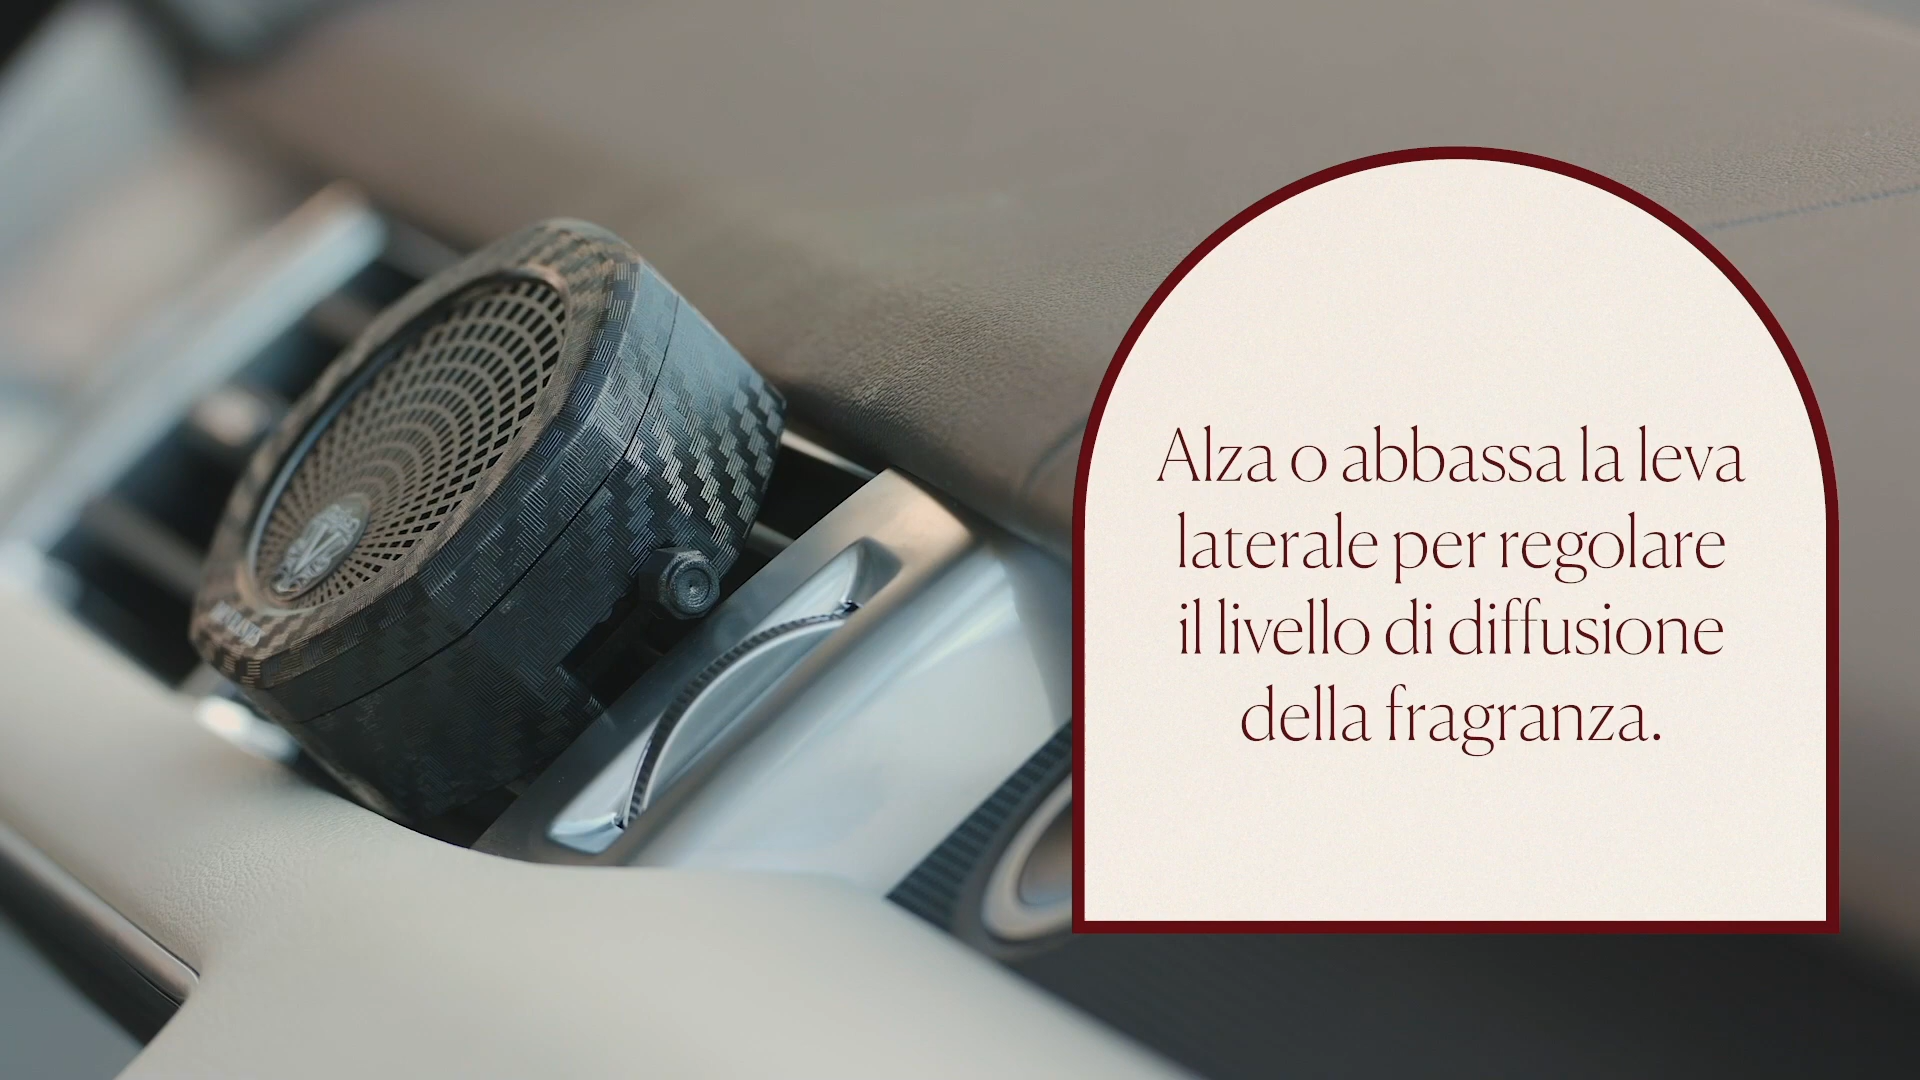 Alza o abbassa la leva
laterale per regolare
il livello di diffusione
della fragranza.